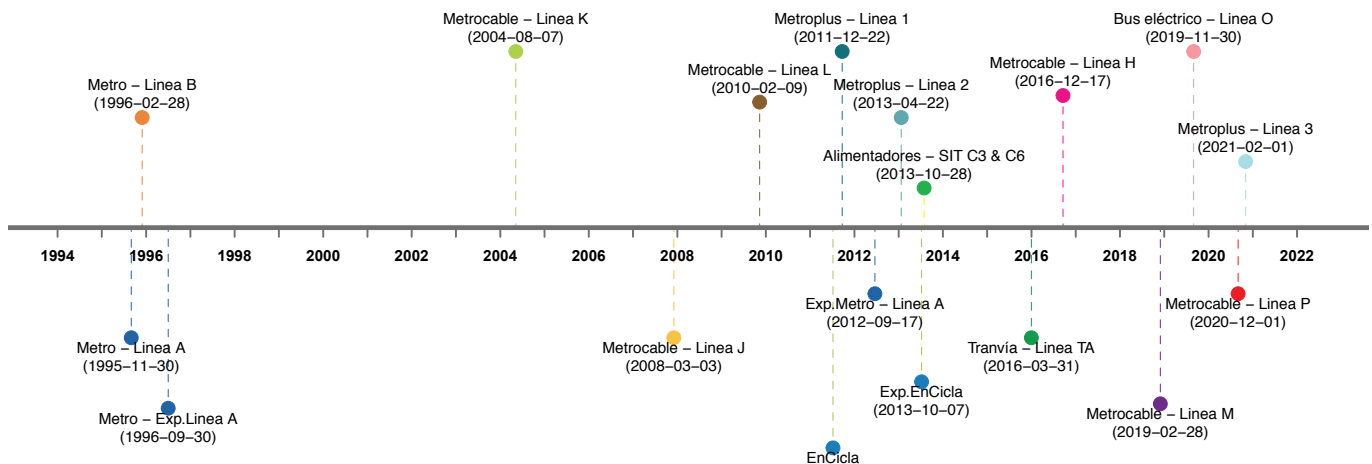 Metrocable – Linea K
(2004–08–07)
Metroplus – Linea 1
(2011–12–22)
Bus eléctrico – Linea O
(2019–11–30)
Metro – Linea B
(1996–02–28)
Metrocable – Linea L
(2010–02–09)
Metroplus – Linea 2
(2013–04–22)
Metrocable – Linea H
(2016–12–17)
Metroplus – Linea 3
(2021–02–01)
Alimentadores – SIT C3 & C6
(2013–10–28)
1994 1996 1998 2000 2002 2004 2006 2008 2010 2012 2014 2016 2018 2020 2022
Metro – Linea A
(1995–11–30)
Metro – Exp.Linea A
(1996–09–30)
Metrocable – Linea J
(2008–03–03)
Exp.Metro – Linea A
(2012–09–17)
Exp.EnCicla
(2013–10–07)
EnCicla
Tranvía – Linea TA
(2016–03–31)
Metrocable – Linea M
(2019–02–28)
Metrocable – Linea P
(2020–12–01)